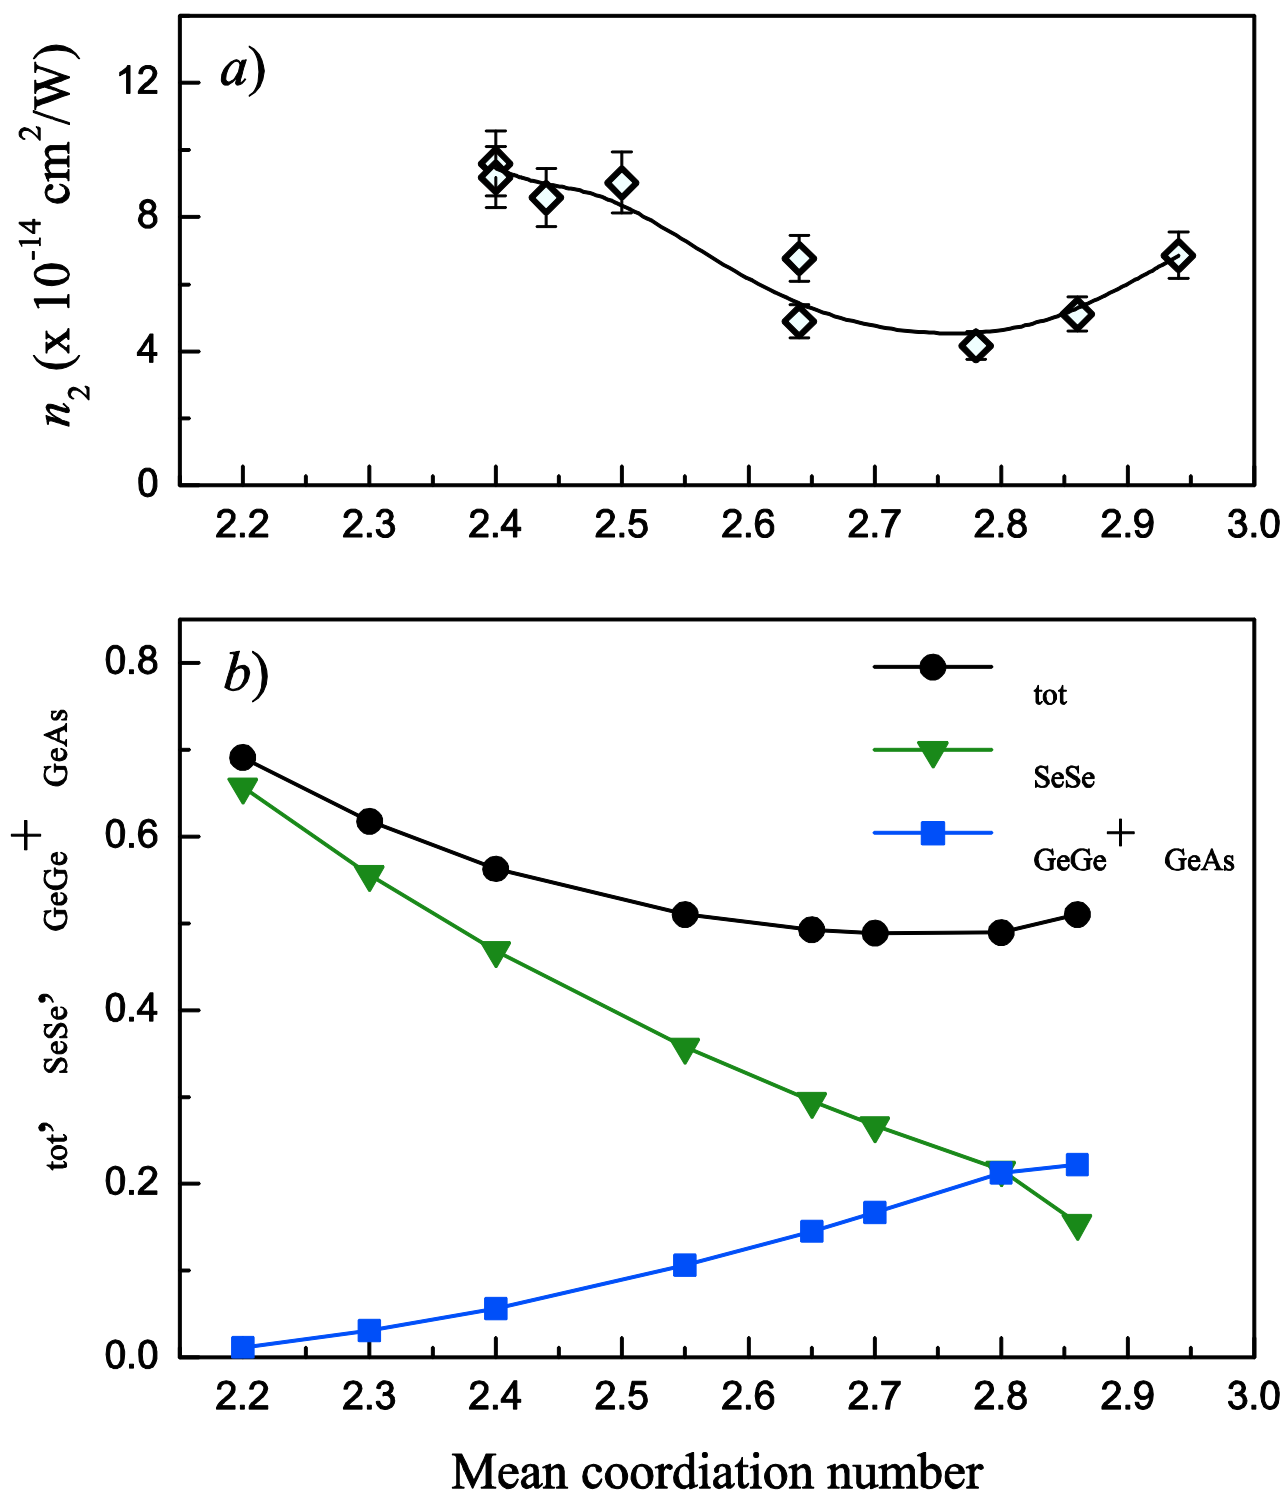 a)
n2 (x 10-14 cm2/W)
12
8
4
0
2.2 2.3 2.4 2.5 2.6 2.7 2.8 2.9 3.0
b)
tot
SeSe
GeGe + GeAs
tot, SeSe, GeGe + GeAs
0.8
0.6
0.4
0.2
0.0
2.2 2.3 2.4 2.5 2.6 2.7 2.8 2.9 3.0
Mean coordiation number